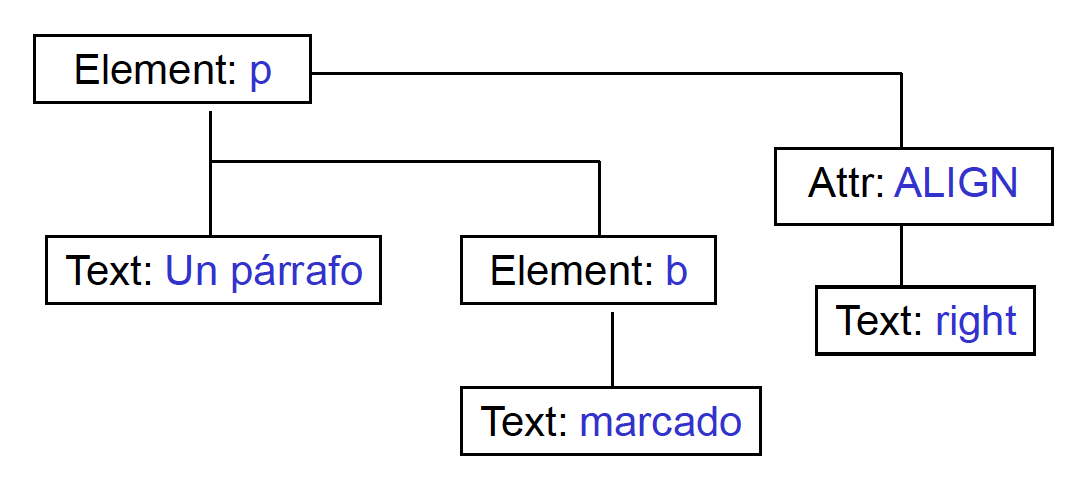 Element: p
Attr: ALIGN
Text: Un párrafo
Element: b
Text: right
Text: marcado